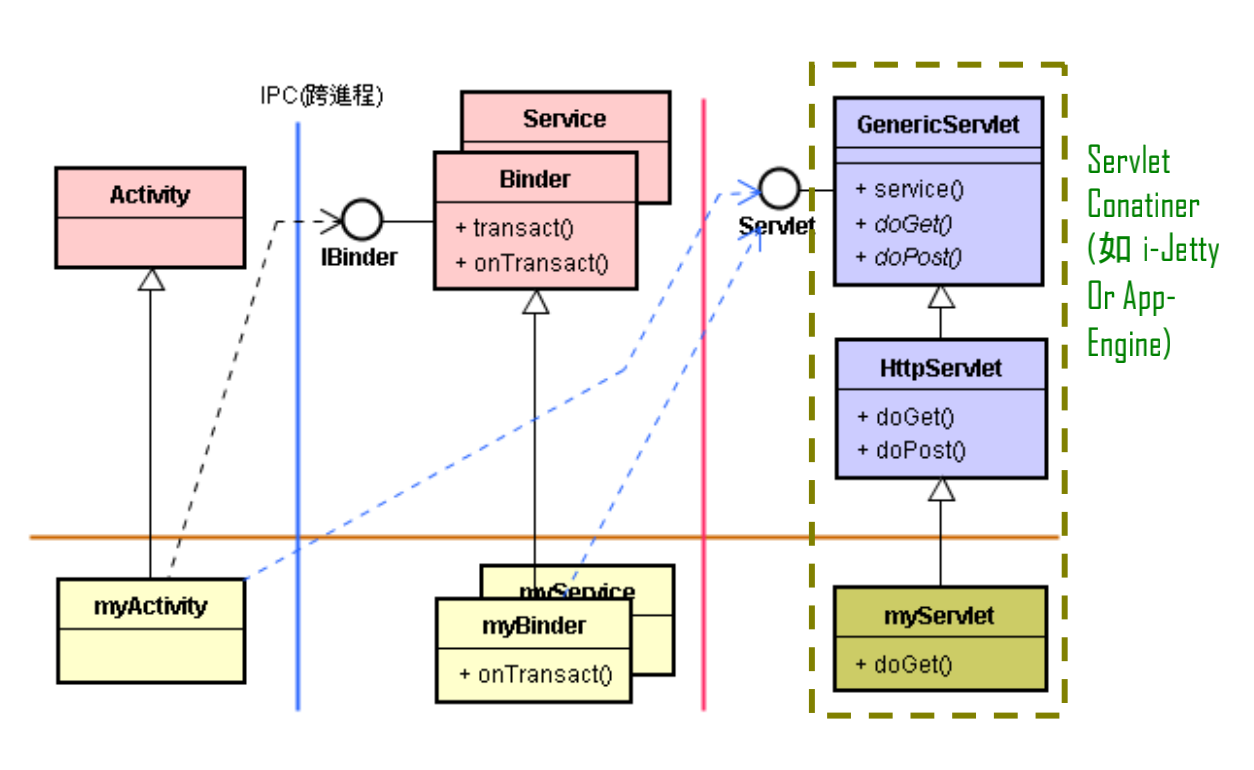 IPC(跨進程)
Activity
Service
Binder
+ transact()
+ onTransact()
IBinder
Servlet
GenericServlet
+ service()
+ doGet()
+ doPost()
HttpServlet
+ doGet()
+ doPost()
Servlet
Conatiner
(如 i-Jetty
Or App-
Engine)
myActivity
myService
myBinder
+ onTransact()
myServlet
+ doGet()